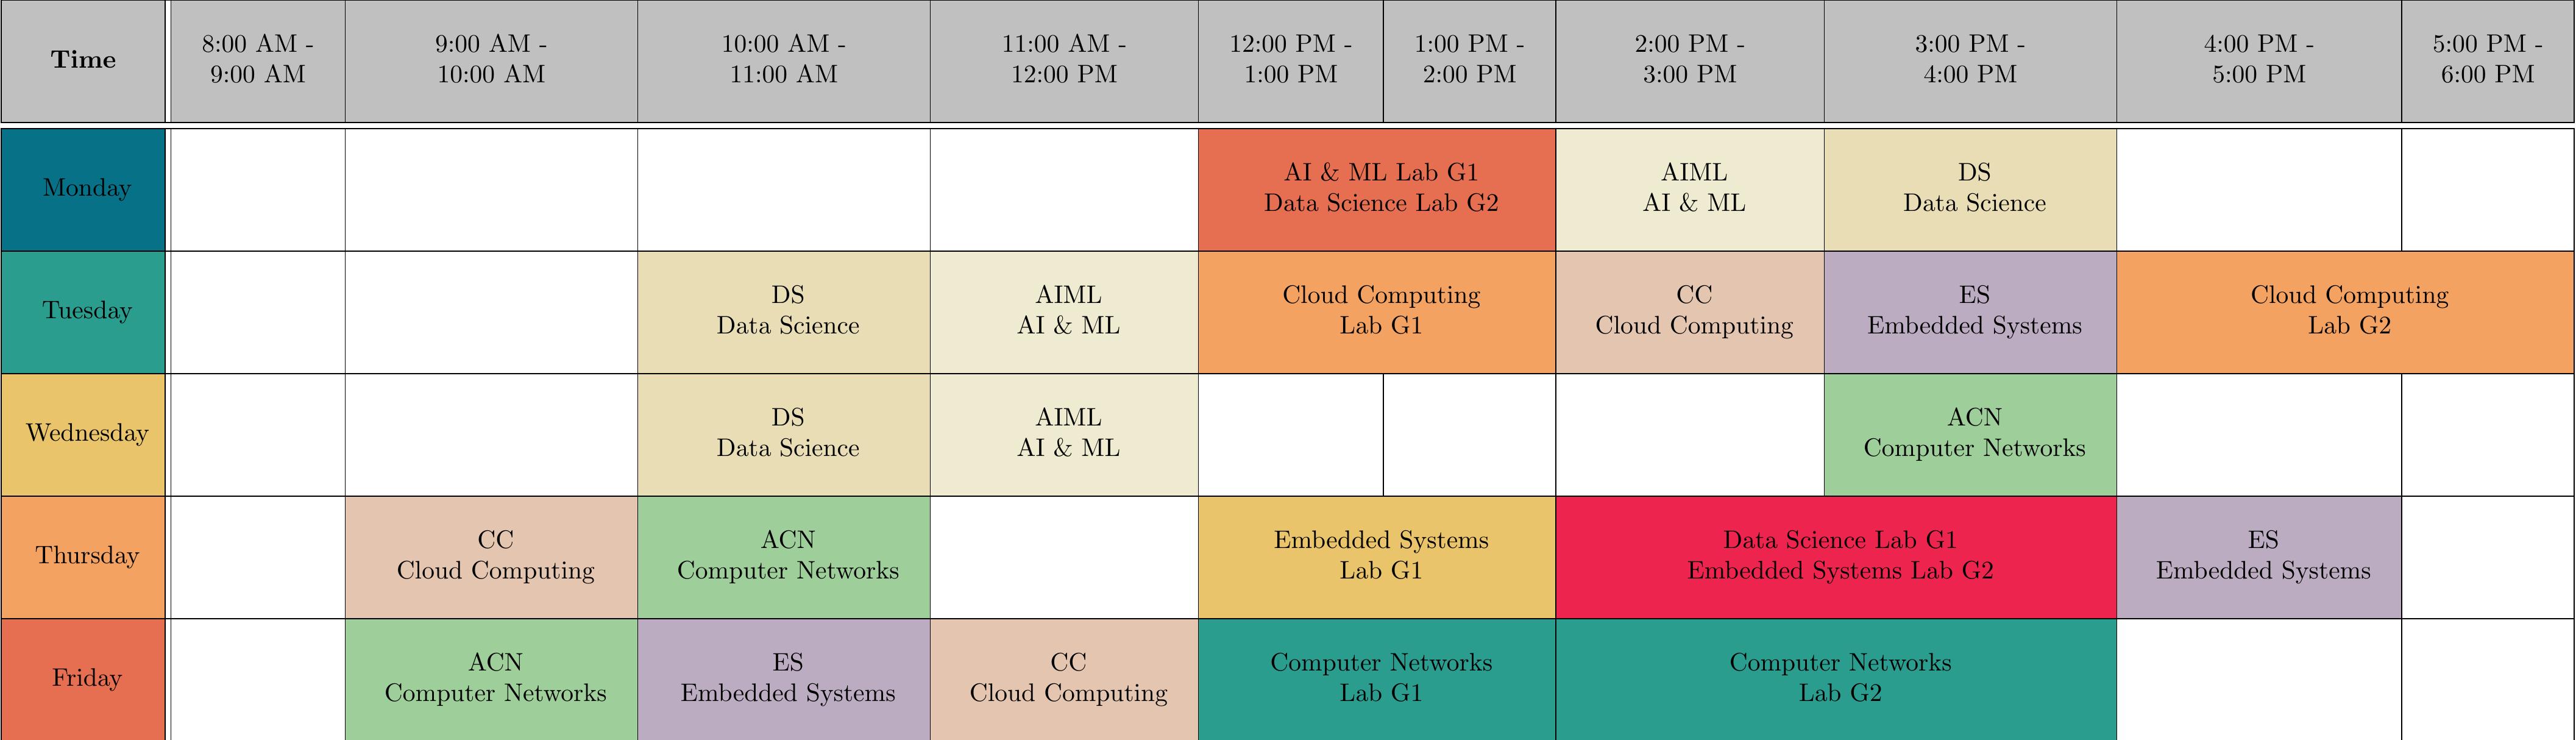 Time
8:00 AM -
9:00 AM
9:00 AM -
10:00 AM
10:00 AM -
11:00 AM
11:00 AM -
12:00 PM
12:00 PM -
1:00 PM
1:00 PM -
2:00 PM
2:00 PM -
3:00 PM
3:00 PM -
4:00 PM
4:00 PM -
5:00 PM
5:00 PM -
6:00 PM
Monday
AI & ML Lab G1
Data Science Lab G2
AIML
AI & ML
DS
Data Science
Tuesday
DS
Data Science
AIML
AI & ML
Cloud Computing
Lab G1
CC
Cloud Computing
ES
Embedded Systems
Cloud Computing
Lab G2
Wednesday
DS
Data Science
AIML
AI & ML
ACN
Computer Networks
Thursday
CC
Cloud Computing
ACN
Computer Networks
Embedded Systems
Lab G1
Data Science Lab G1
Embedded Systems Lab G2
ES
Embedded Systems
Friday
ACN
Computer Networks
ES
Embedded Systems
CC
Cloud Computing
Computer Networks
Lab G1
Computer Networks
Lab G2